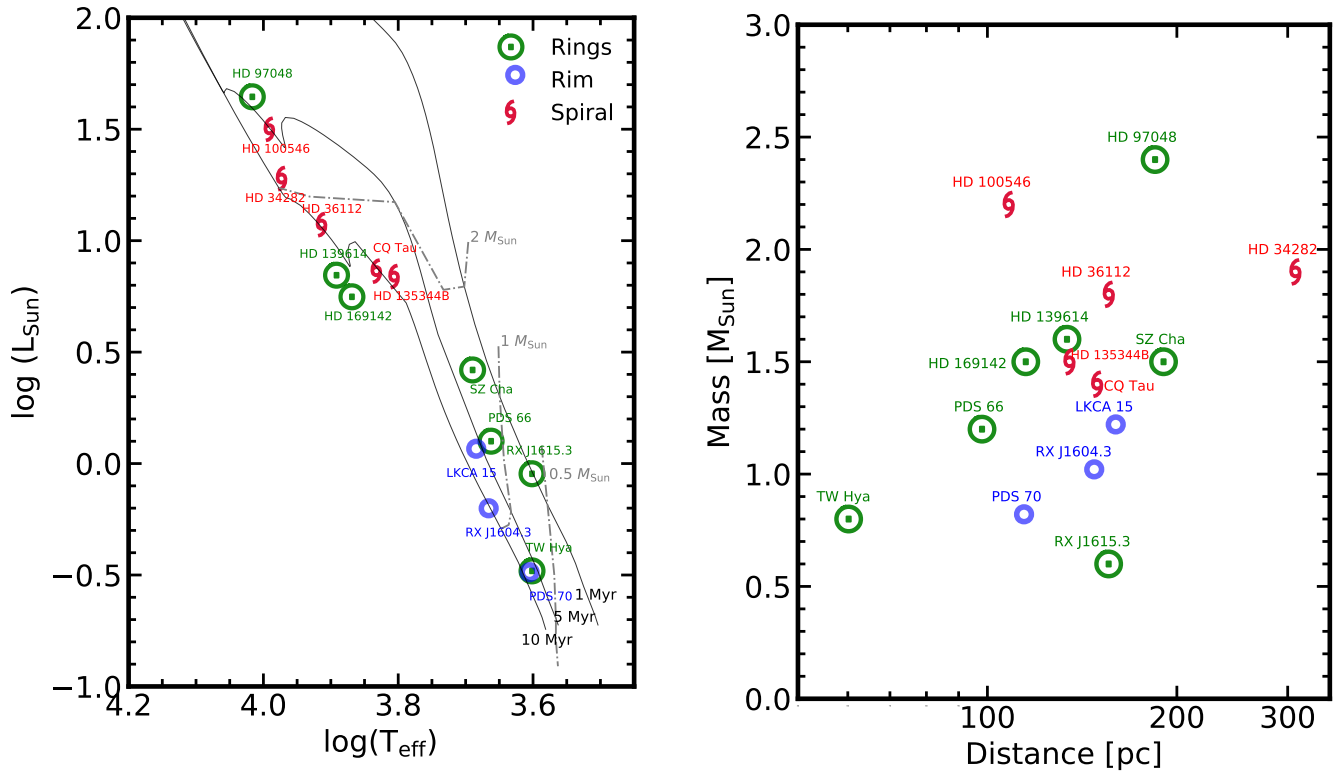 2.0
1.5
1.0
0.5
0.0
−0.5
−1.0
log (L_Sun)
4.2
4.0
3.8
3.6
log(T_eff)
Rings
Rim
Spiral
HD 97048
HD 100546
HD 34282
HD 36112
CQ Tau
HD 139614
HD 135344B
HD 169142
2 M_Sun
1 M_Sun
SZ Cha
PDS 66
RX J1615.3
LKCA 15
0.5 M_Sun
RX J1604.3
TW Hya
PDS 70
1 Myr
5 Myr
10 Myr
3.0
2.5
2.0
1.5
1.0
0.5
0.0
Mass [M_Sun]
100
200
300
Distance [pc]
HD 97048
HD 100546
HD 34282
HD 36112
HD 139614
SZ Cha
HD 135344B
HD 169142
CQ Tau
PDS 66
LKCA 15
RX J1604.3
TW Hya
PDS 70
RX J1615.3